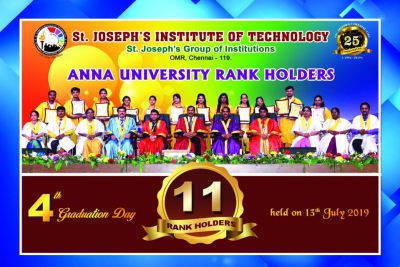 St. JOSEPH'S INSTITUTE OF TECHNOLOGY
St. Joseph's Group of Institutions
OMR, Chennai - 119.
25
ANNA UNIVERSITY RANK HOLDERS
4th Graduation Day
11
RANK HOLDERS
held on 13th July 2019